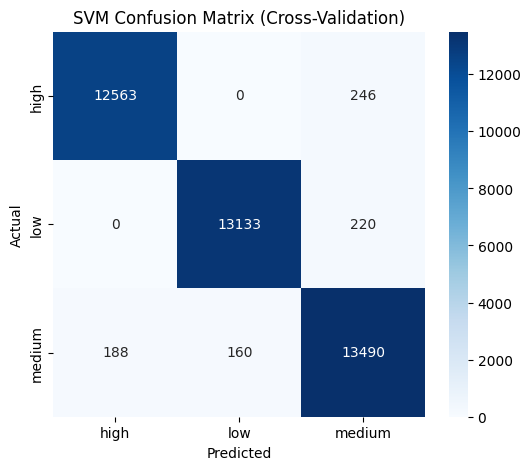 SVM Confusion Matrix (Cross-Validation)
high
12563 0 246
low
0 13133 220
medium
188 160 13490
Actual
high low medium
Predicted
12000
10000
8000
6000
4000
2000
0